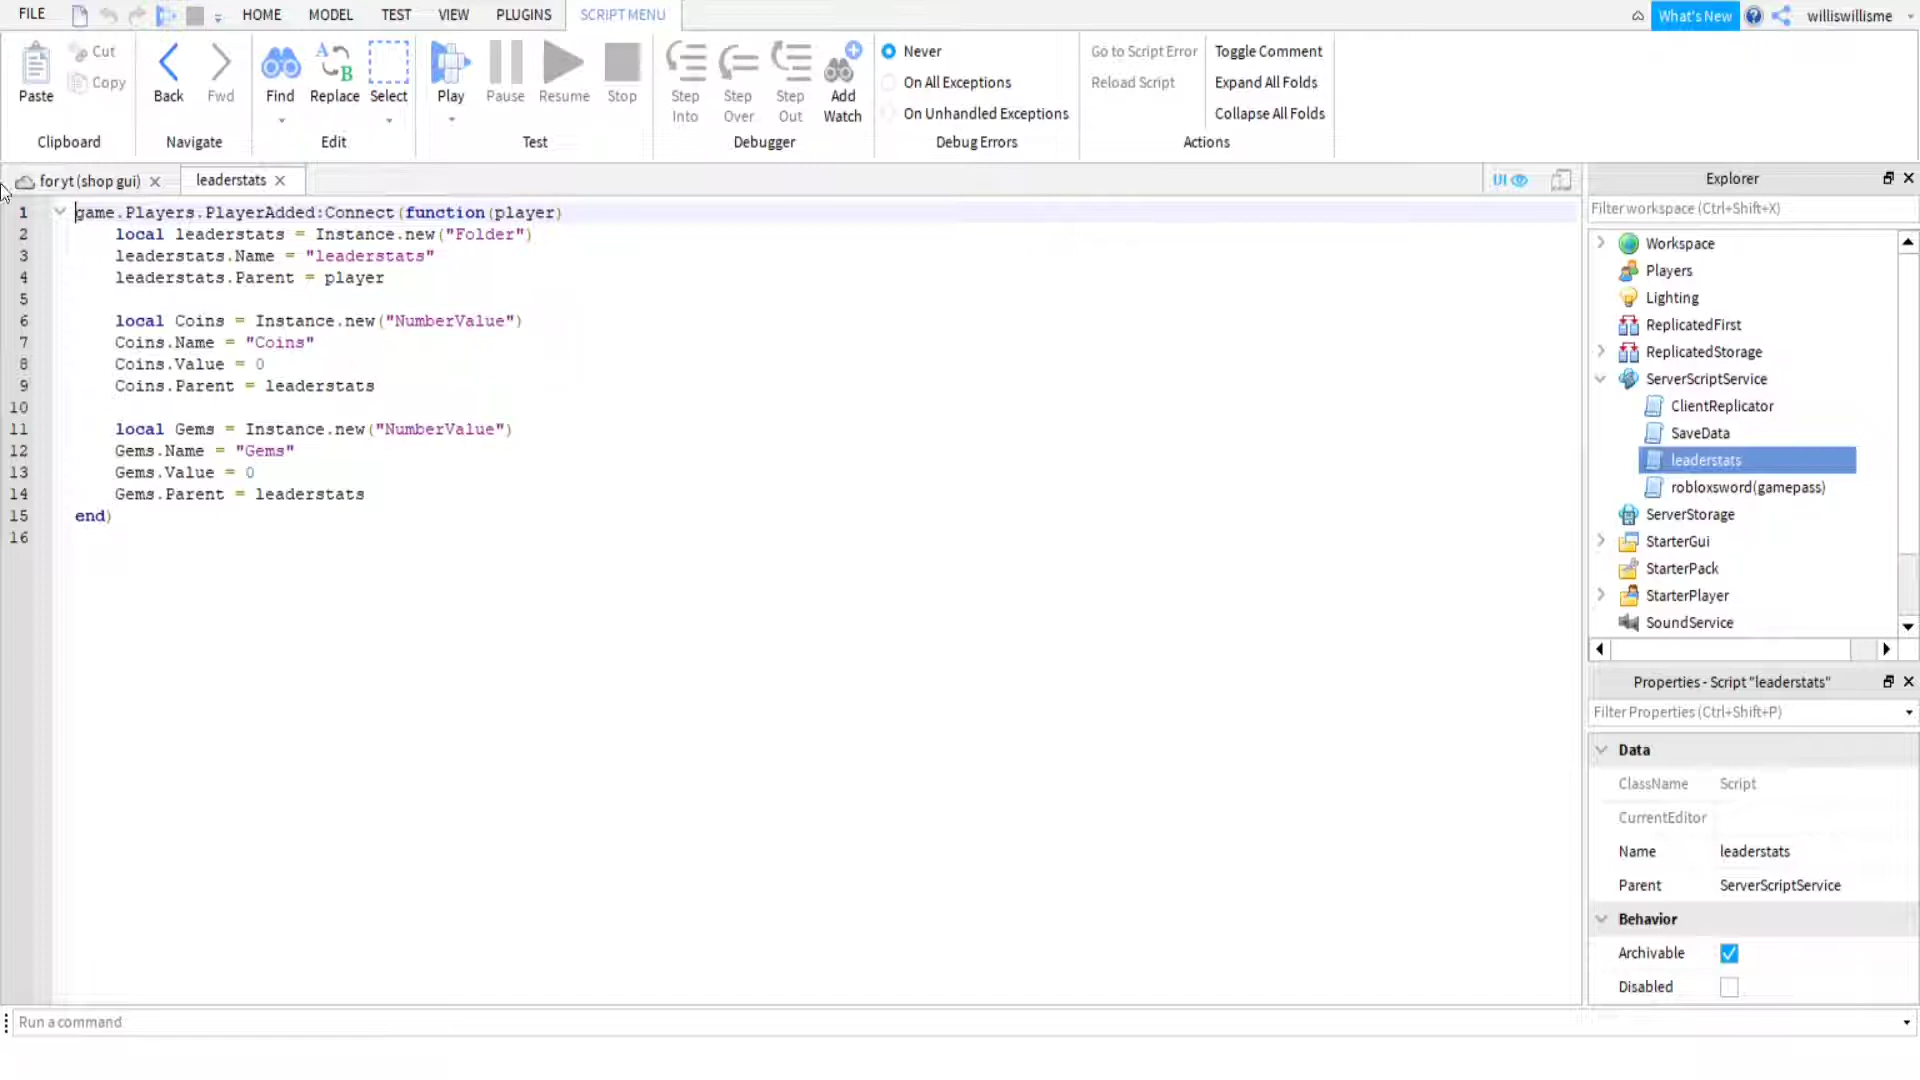 FILE
HOME
MODEL
TEST
VIEW
PLUGINS
SCRIPT MENU
What's New
williswillisme
Paste
Cut
Copy
Clipboard
Back
Fwd
Navigate
Find
Replace
Select
Edit
Play
Pause
Resume
Stop
Test
Step Into
Step Over
Step Out
Add Watch
Debugger
Never
On All Exceptions
On Unhandled Exceptions
Debug Errors
Go to Script Error
Reload Script
Toggle Comment
Expand All Folds
Collapse All Folds
Actions
for yt (shop gui)
leaderstats
UI
1 game.Players.PlayerAdded:Connect(function(player)
2 local leaderstats = Instance.new("Folder")
3 leaderstats.Name = "leaderstats"
4 leaderstats.Parent = player
5
6 local Coins = Instance.new("NumberValue")
7 Coins.Name = "Coins"
8 Coins.Value = 0
9 Coins.Parent = leaderstats
10
11 local Gems = Instance.new("NumberValue")
12 Gems.Name = "Gems"
13 Gems.Value = 0
14 Gems.Parent = leaderstats
15 end)
16
Explorer
Filter workspace (Ctrl+Shift+X)
Workspace
Players
Lighting
ReplicatedFirst
ReplicatedStorage
ServerScriptService
ClientReplicator
SaveData
leaderstats
robloxsword(gamepass)
ServerStorage
StarterGui
StarterPack
StarterPlayer
SoundService
Properties - Script "leaderstats"
Filter Properties (Ctrl+Shift+P)
Data
ClassName Script
CurrentEditor
Name leaderstats
Parent ServerScriptService
Behavior
Archivable
Disabled
Run a command